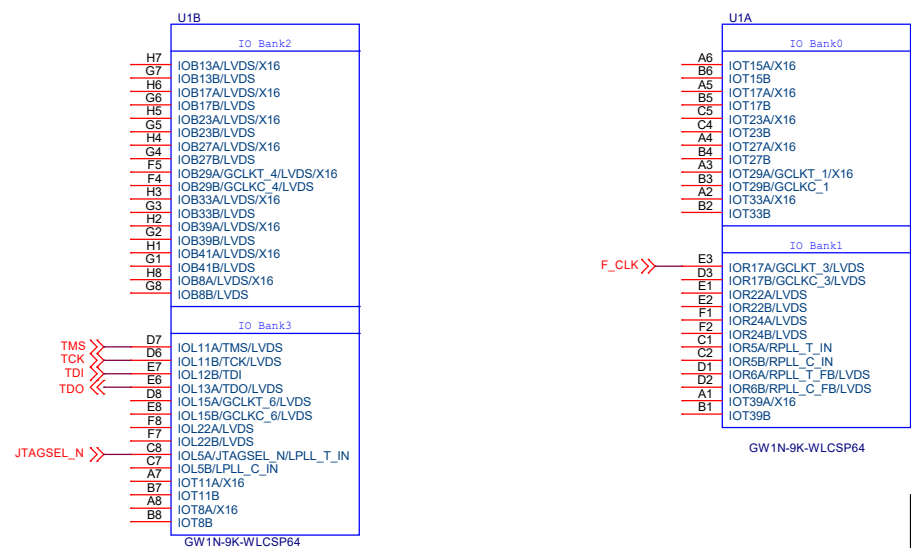 U1B
IO Bank2
H7 IOB13A/LVDS/X16
G7 IOB13B/LVDS
H6 IOB17A/LVDS/X16
G6 IOB17B/LVDS
H5 IOB23A/LVDS/X16
G5 IOB23B/LVDS
H4 IOB27A/LVDS/X16
G4 IOB27B/LVDS
F5 IOB29A/GCLKT_4/LVDS/X16
F4 IOB29B/GCLKC_4/LVDS
H3 IOB33A/LVDS/X16
G3 IOB33B/LVDS
H2 IOB39A/LVDS/X16
G2 IOB39B/LVDS
H1 IOB41A/LVDS/X16
G1 IOB41B/LVDS
H8 IOB8A/LVDS/X16
G8 IOB8B/LVDS
IO Bank3
TMS D7 IOL11A/TMS/LVDS
TCK D6 IOL11B/TCK/LVDS
TDI E7 IOL12B/TDI
TDO E6 IOL13A/TDO/LVDS
D8 IOL15A/GCLKT_6/LVDS
E8 IOL15B/GCLKC_6/LVDS
F8 IOL22A/LVDS
F7 IOL22B/LVDS
JTAGSEL_N C8 IOL5A/JTAGSEL_N/LPLL_T_IN
C7 IOL5B/LPLL_C_IN
A7 IOT11A/X16
B7 IOT11B
A8 IOT8A/X16
B8 IOT8B
GW1N-9K-WLCSP64
U1A
IO Bank0
A6 IOT15A/X16
B6 IOT15B
A5 IOT17A/X16
B5 IOT17B
C5 IOT23A/X16
C4 IOT23B
A4 IOT27A/X16
B4 IOT27B
A3 IOT29A/GCLKT_1/X16
B3 IOT29B/GCLKC_1
A2 IOT33A/X16
B2 IOT33B
IO Bank1
F_CLK E3 IOR17A/GCLKT_3/LVDS
D3 IOR17B/GCLKC_3/LVDS
E1 IOR22A/LVDS
E2 IOR22B/LVDS
F1 IOR24A/LVDS
F2 IOR24B/LVDS
C1 IOR5A/RPLL_T_IN
C2 IOR5B/RPLL_C_IN
D1 IOR6A/RPLL_T_FB/LVDS
D2 IOR6B/RPLL_C_FB/LVDS
A1 IOT39A/X16
B1 IOT39B
GW1N-9K-WLCSP64